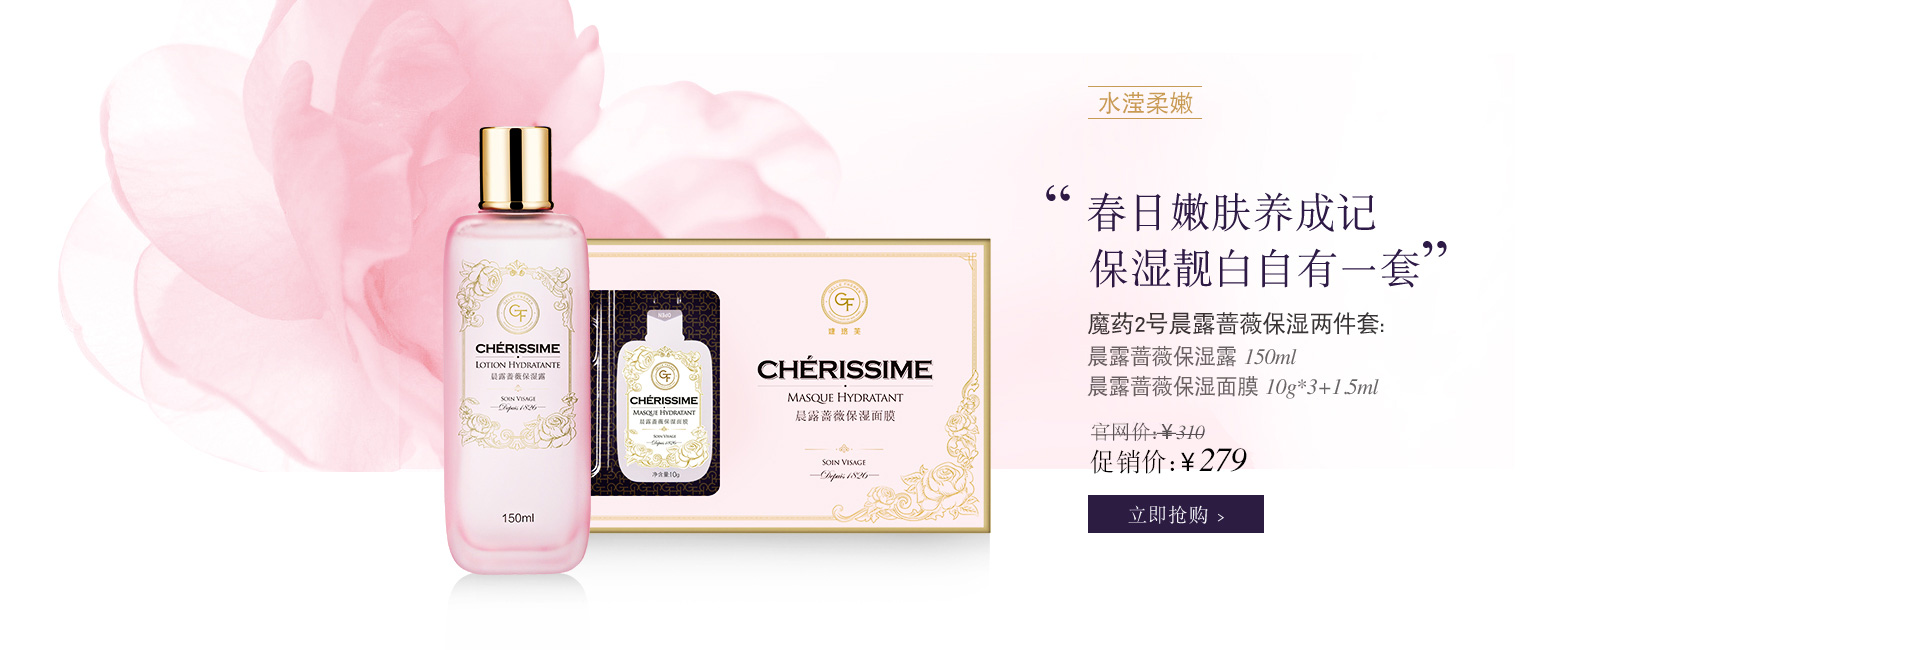 水滢柔嫩
“ 春日嫩肤养成记
保湿靓白自有一套 ”
魔药2号晨露蔷薇保湿两件套:
晨露蔷薇保湿露 150ml
晨露蔷薇保湿面膜 10g*3+1.5ml
官网价:¥310
促销价:¥279
立即抢购 >
GF
CHÉRISSIME
LOTION HYDRATANTE
晨露蔷薇保湿露
SOIN VISAGE
Depuis 1826
150ml
GF
CHÉRISSIME
MASQUE HYDRATANT
晨露蔷薇保湿面膜
SOIN VISAGE
Depuis 1826
净含量10g
GF
CHÉRISSIME
MASQUE HYDRATANT
晨露蔷薇保湿面膜
SOIN VISAGE
Depuis 1826